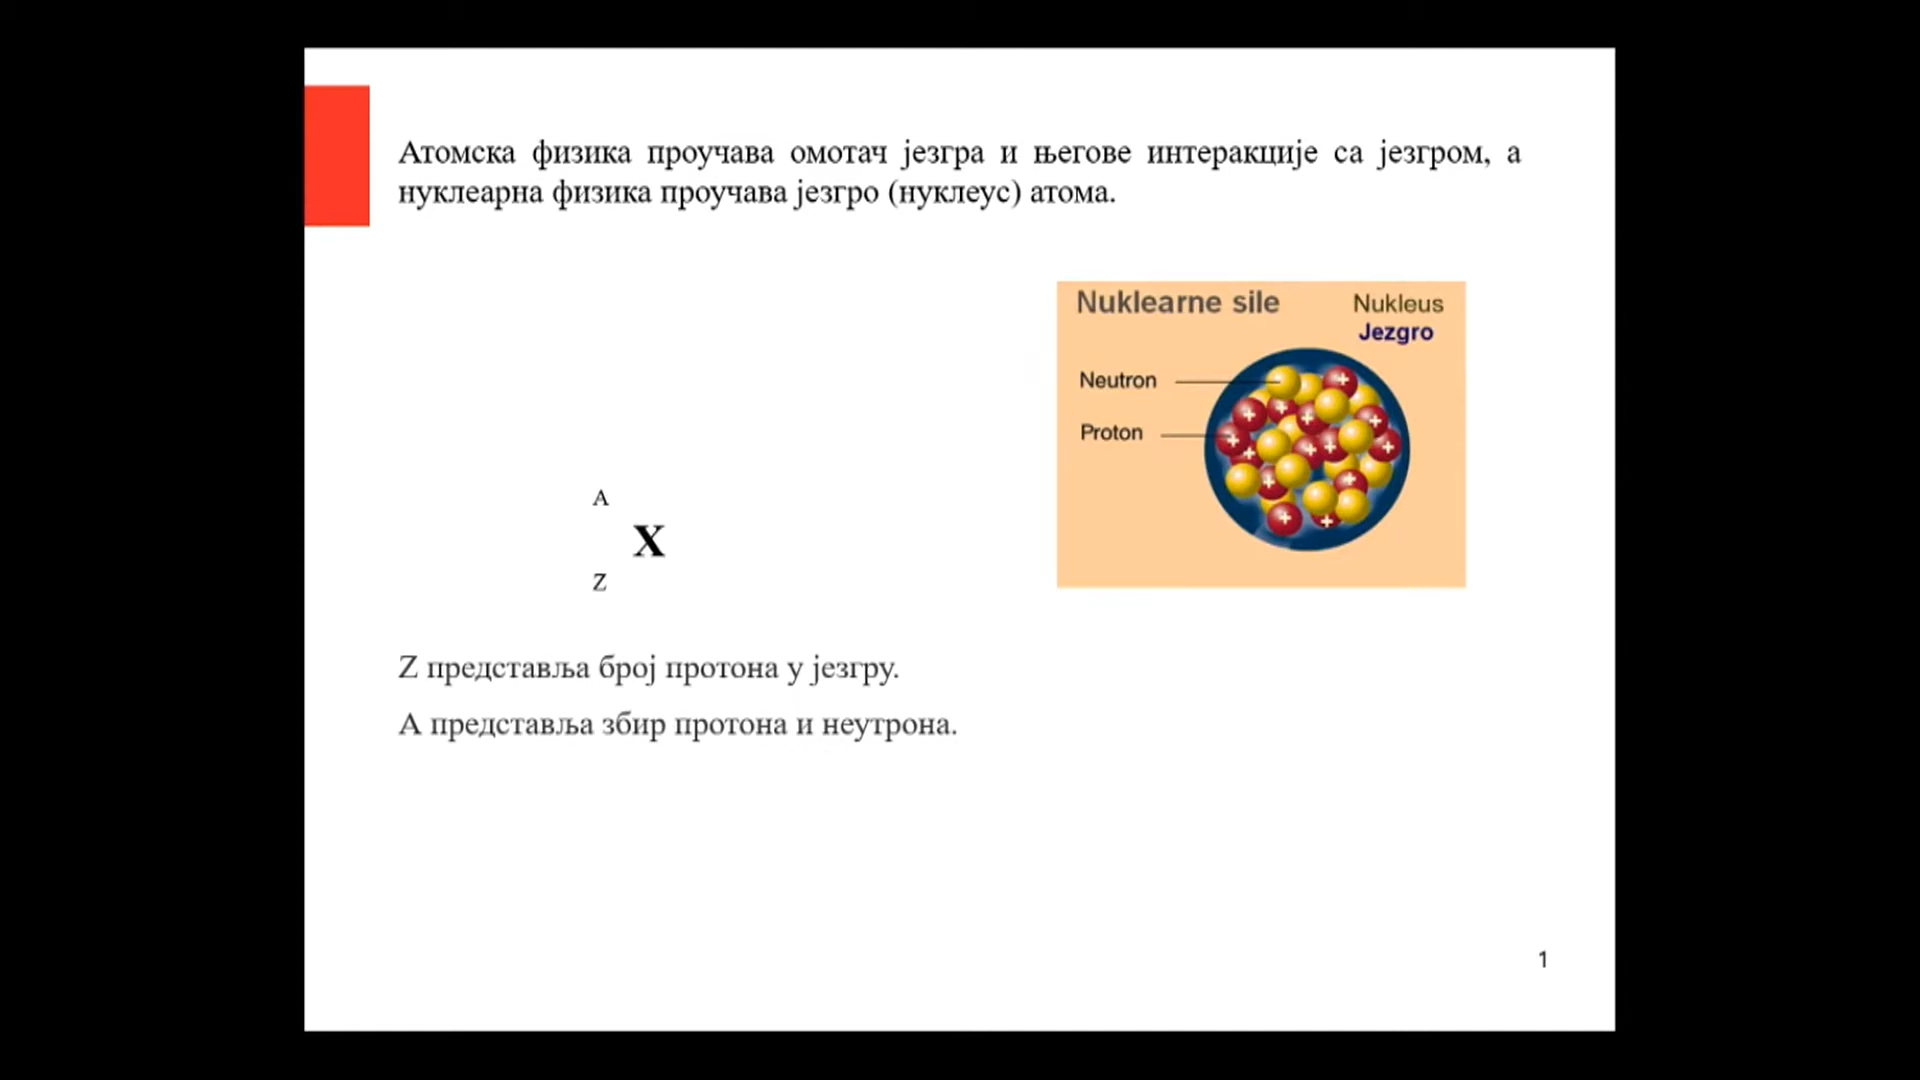 Атомска физика проучава омотач језгра и његове интеракције са језгром, а
нуклеарна физика проучава језгро (нуклеус) атома.
Nuklearne sile
Nukleus
Jezgro
Neutron
Proton
A
X
Z
Z представља број протона у језгру.
А представља збир протона и неутрона.
1